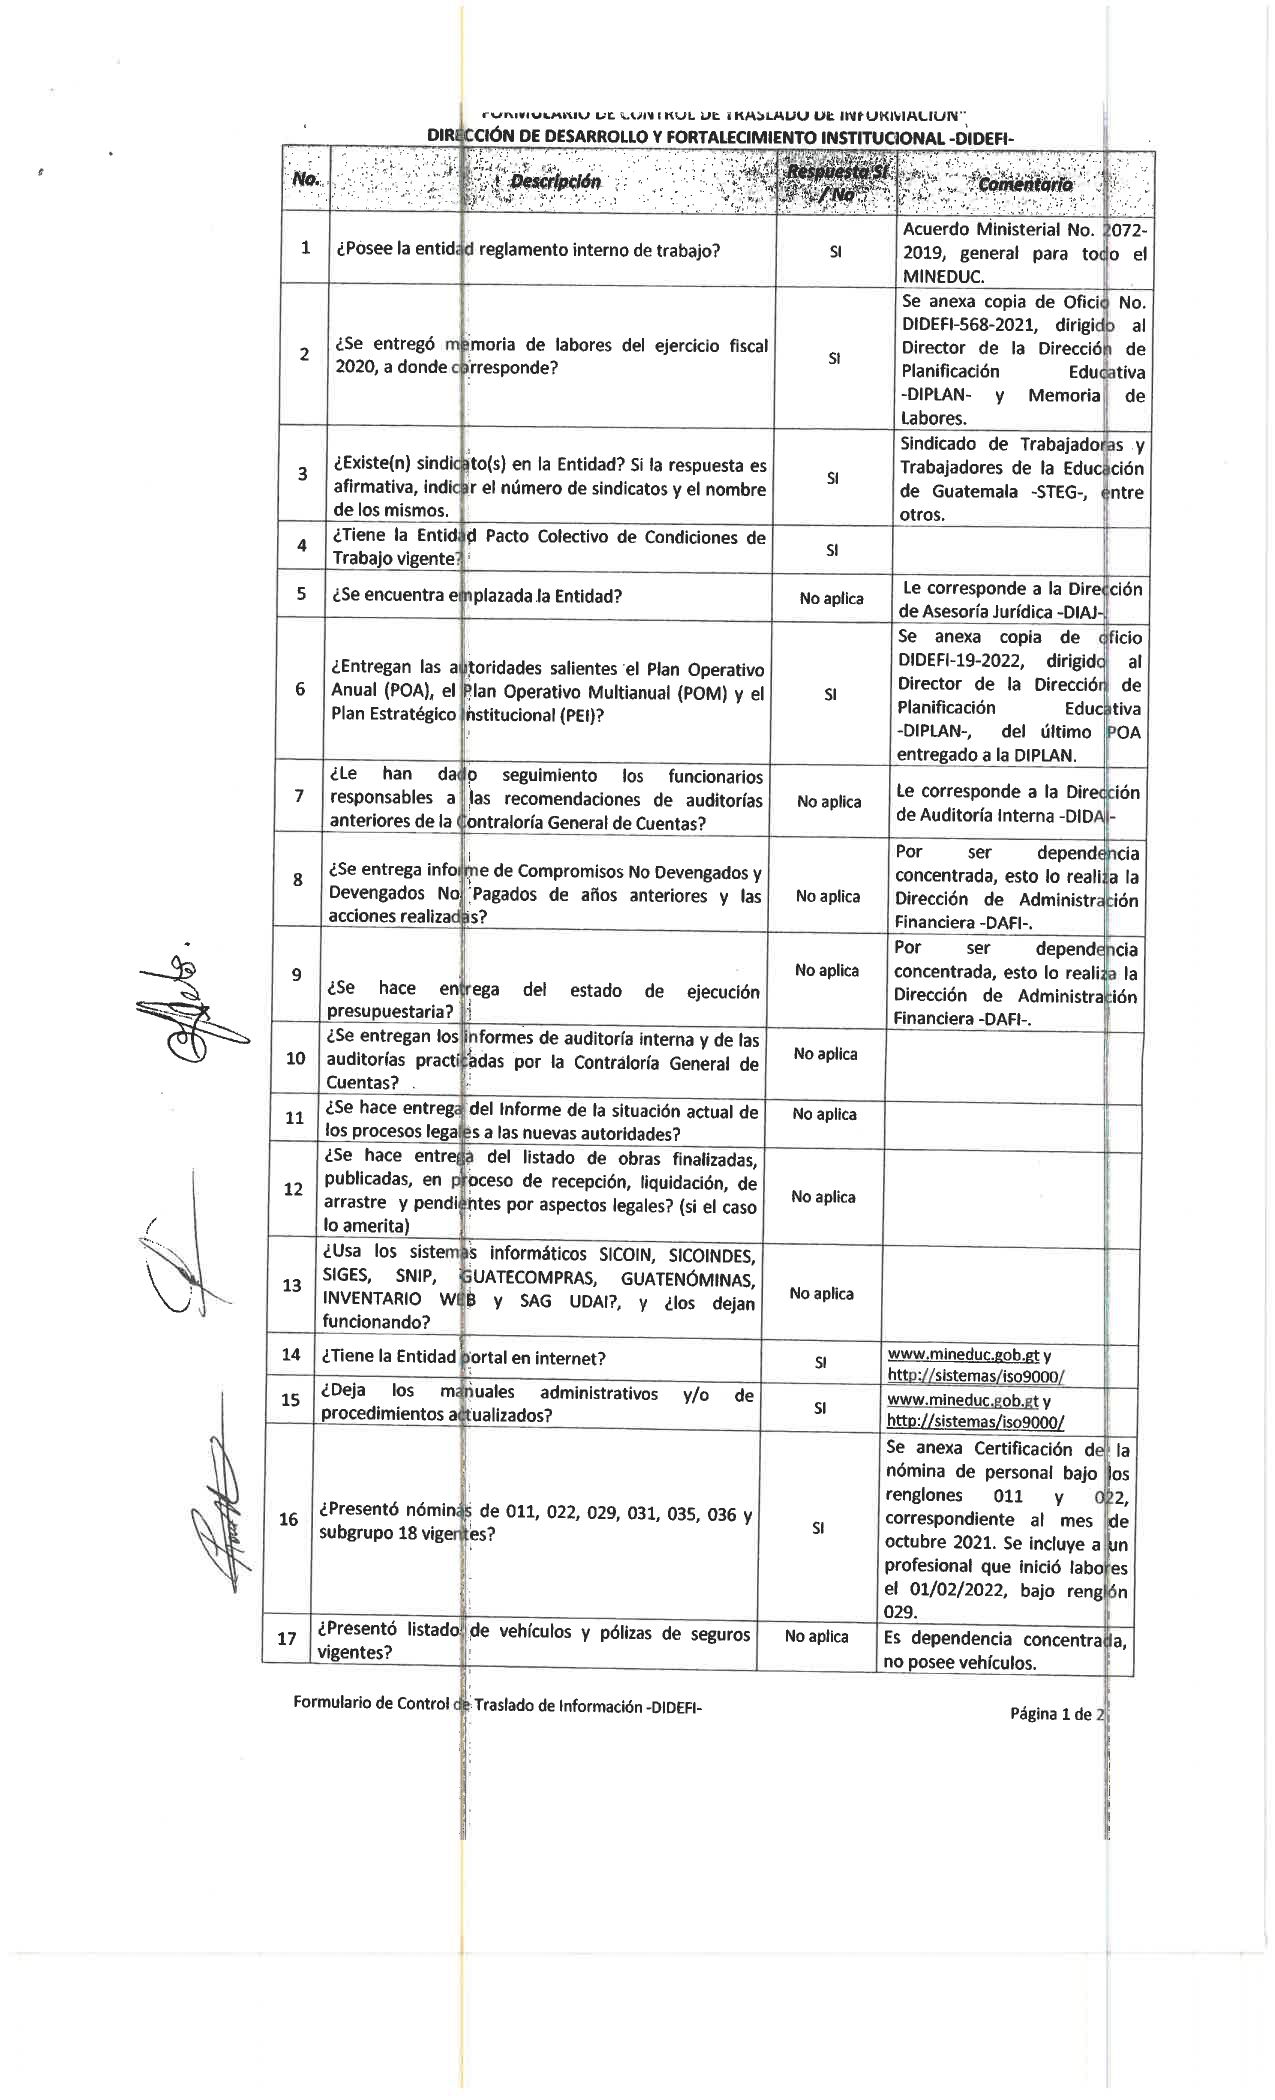 "FORMULARIO DE CONTROL DE TRASLADO DE INFORMACIÓN"
DIRECCIÓN DE DESARROLLO Y FORTALECIMIENTO INSTITUCIONAL -DIDEFI-
No. Descripción Respuesta SI / No Comentario
1 ¿Posee la entidad reglamento interno de trabajo? SI
Acuerdo Ministerial No. 2072-
2019, general para todo el
MINEDUC.
2 ¿Se entregó memoria de labores del ejercicio fiscal
2020, a donde corresponde?
SI
Se anexa copia de Oficio No.
DIDEFI-568-2021, dirigido al
Director de la Dirección de
Planificación Educativa
-DIPLAN- y Memoria de
Labores.
3 ¿Existe(n) sindicato(s) en la Entidad? Si la respuesta es
afirmativa, indicar el número de sindicatos y el nombre
de los mismos.
SI
Sindicado de Trabajadoras y
Trabajadores de la Educación
de Guatemala -STEG-, entre
otros.
4 ¿Tiene la Entidad Pacto Colectivo de Condiciones de
Trabajo vigente?
SI
5 ¿Se encuentra emplazada la Entidad? No aplica
Le corresponde a la Dirección
de Asesoría Jurídica -DIAJ-
6 ¿Entregan las autoridades salientes el Plan Operativo
Anual (POA), el Plan Operativo Multianual (POM) y el
Plan Estratégico Institucional (PEI)?
SI
Se anexa copia de oficio
DIDEFI-19-2022, dirigido al
Director de la Dirección de
Planificación Educativa
-DIPLAN-, del último POA
entregado a la DIPLAN.
7 ¿Le han dado seguimiento los funcionarios
responsables a las recomendaciones de auditorías
anteriores de la Contraloría General de Cuentas?
No aplica
Le corresponde a la Dirección
de Auditoría Interna -DIDAI-
8 ¿Se entrega informe de Compromisos No Devengados y
Devengados No Pagados de años anteriores y las
acciones realizadas?
No aplica
Por ser dependencia
concentrada, esto lo realiza la
Dirección de Administración
Financiera -DAFI-.
9 ¿Se hace entrega del estado de ejecución
presupuestaria?
No aplica
Por ser dependencia
concentrada, esto lo realiza la
Dirección de Administración
Financiera -DAFI-.
10 ¿Se entregan los informes de auditoría interna y de las
auditorías practicadas por la Contraloría General de
Cuentas?
No aplica
11 ¿Se hace entrega del Informe de la situación actual de
los procesos legales a las nuevas autoridades?
No aplica
12 ¿Se hace entrega del listado de obras finalizadas,
publicadas, en proceso de recepción, liquidación, de
arrastre y pendientes por aspectos legales? (si el caso
lo amerita)
No aplica
13 ¿Usa los sistemas informáticos SICOIN, SICOINDES,
SIGES, SNIP, GUATECOMPRAS, GUATENÓMINAS,
INVENTARIO WEB y SAG UDAI?, y ¿los dejan
funcionando?
No aplica
14 ¿Tiene la Entidad portal en internet? SI
www.mineduc.gob.gt y
http://sistemas/iso9000/
15 ¿Deja los manuales administrativos y/o de
procedimientos actualizados?
SI
www.mineduc.gob.gt y
http://sistemas/iso9000/
16 ¿Presentó nóminas de 011, 022, 029, 031, 035, 036 y
subgrupo 18 vigentes?
SI
Se anexa Certificación de la
nómina de personal bajo los
renglones 011 y 022,
correspondiente al mes de
octubre 2021. Se incluye a un
profesional que inició labores
el 01/02/2022, bajo renglón
029.
17 ¿Presentó listado de vehículos y pólizas de seguros
vigentes?
No aplica
Es dependencia concentrada,
no posee vehículos.
Formulario de Control de Traslado de Información -DIDEFI-
Página 1 de 2